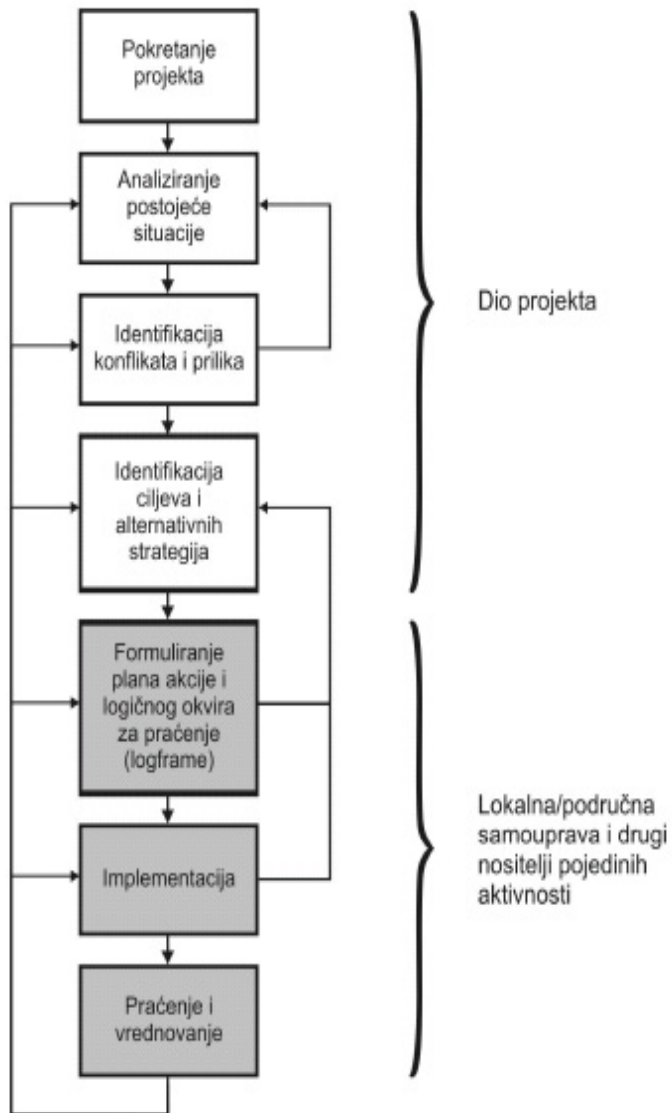 Pokretanje
projekta
Analiziranje
postojeće
situacije
Identifikacija
konflikata i prilika
Identifikacija
ciljeva i
alternativnih
strategija
Dio projekta
Formuliranje
plana akcije i
logičnog okvira
za praćenje
(logframe)
Implementacija
Praćenje i
vrednovanje
Lokalna/područna
samouprava i drugi
nositelji pojedinih
aktivnosti